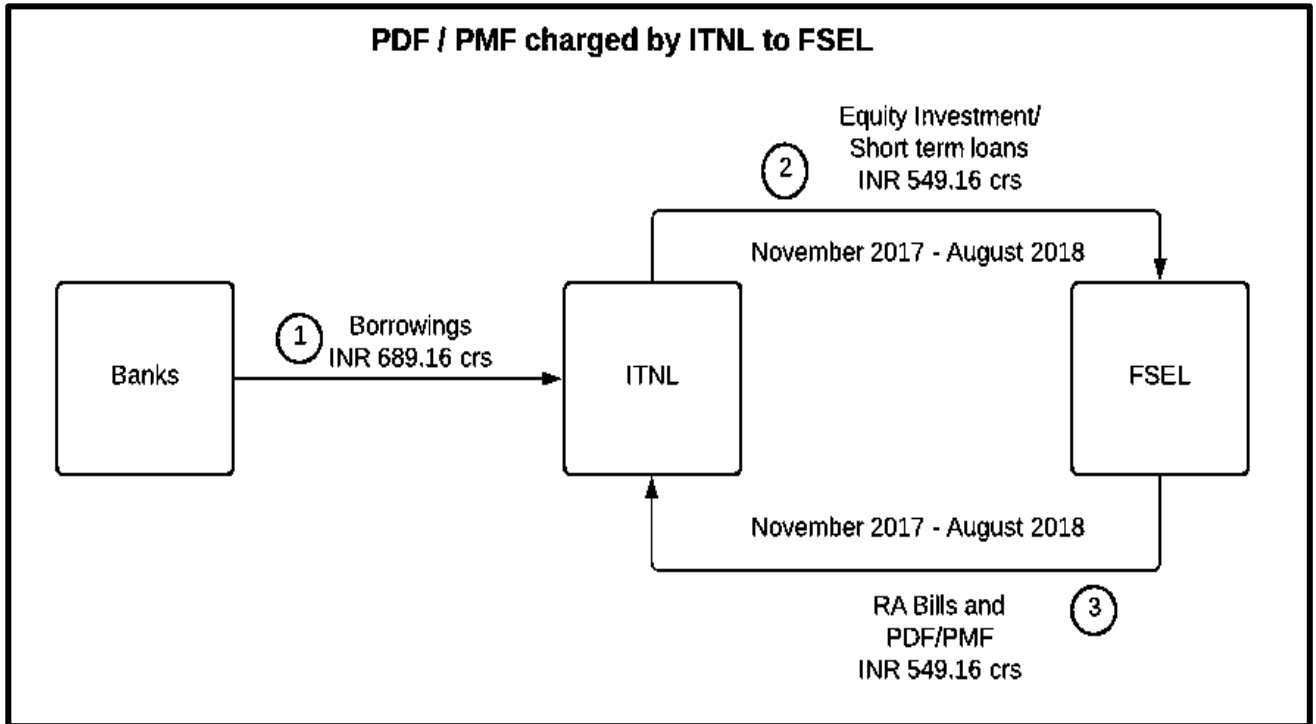 PDF / PMF charged by ITNL to FSEL
Equity Investment/
Short term loans
INR 549.16 crs
2
November 2017 - August 2018
1
Borrowings
INR 689.16 crs
Banks
ITNL
FSEL
November 2017 - August 2018
RA Bills and
PDF/PMF
INR 549.16 crs
3